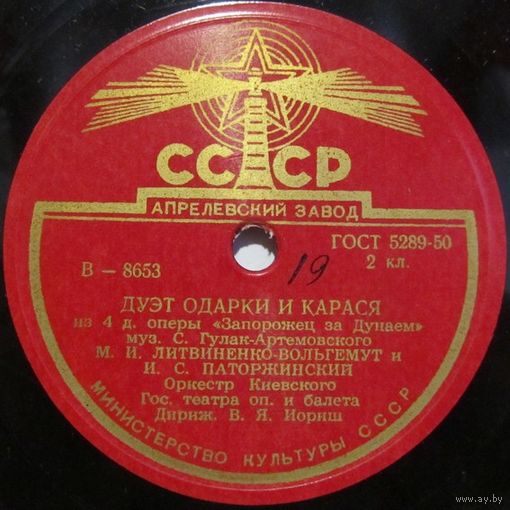 СССР
АПРЕЛЕВСКИЙ ЗАВОД
ГОСТ 5289-50
В — 8653
2 кл.
19
ДУЭТ ОДАРКИ И КАРАСЯ
из 4 д. оперы «Запорожец за Дунаем»
муз. С. Гулак-Артемовского
М. И. ЛИТВИНЕНКО-ВОЛЬГЕМУТ и
И. С. ПАТОРЖИНСКИЙ
Оркестр Киевского
Гос. театра оп. и балета
Дириж. В. Я. Иориш
МИНИСТЕРСТВО КУЛЬТУРЫ СССР
www.ay.by